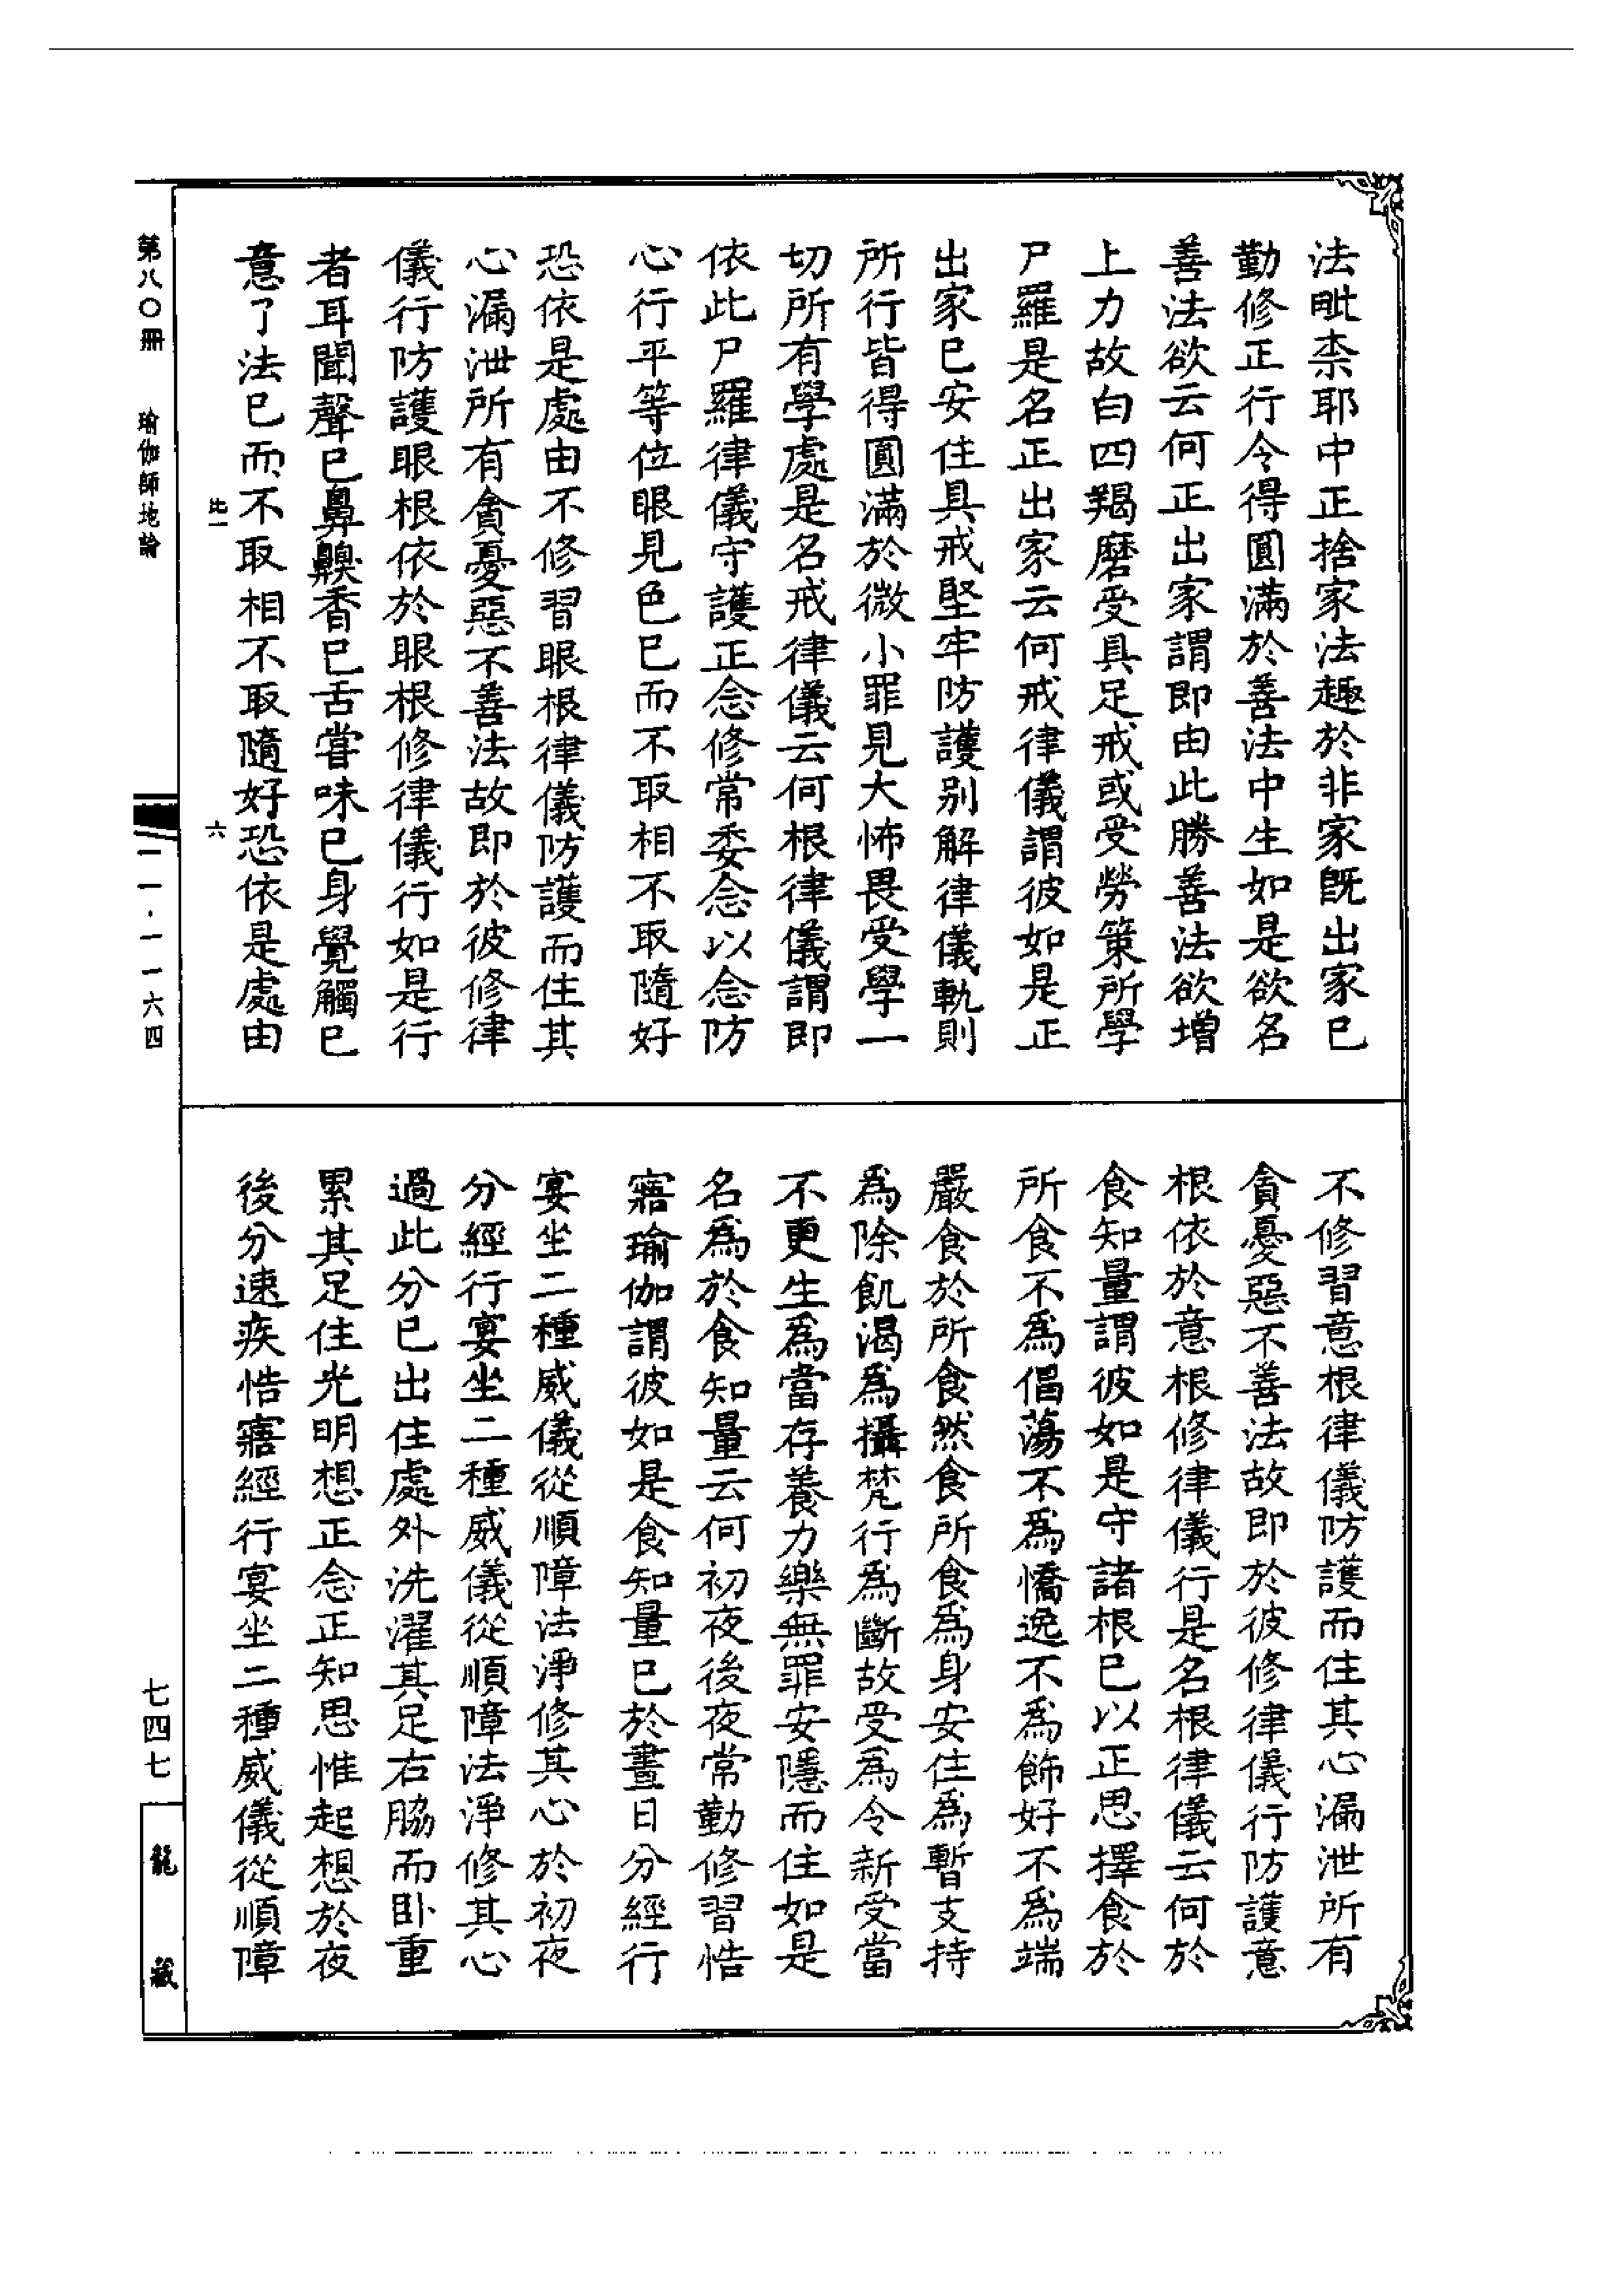 法毗柰耶中正捨家法趣於非家旣出家已
勤修正行令得圓滿於善法中生如是欲名
善法欲云何正出家謂即由此勝善法欲增
上力故白四羯磨受具足戒或受勞策所學
尸羅是名正出家云何戒律儀謂彼如是正
出家已安住具戒堅牢防護別解律儀軌則
所行皆得圓滿於微小罪見大怖畏受學一
切所有學處是名戒律儀云何根律儀謂即
依此尸羅律儀守護正念修常委念以念防
心行平等位眼見色已而不取相不取隨好
恐依是處由不修習眼根律儀防護而住其
心漏泄所有貪憂惡不善法故即於彼修律
儀行防護眼根依於眼根修律儀行如是行
者耳聞聲已鼻齅香已舌甞味已身覺觸已
意了法已而不取相不取隨好恐依是處由
不修習意根律儀防護而住其心漏泄所有
貪憂惡不善法故即於彼修律儀行防護意
根依於意根修律儀行是名根律儀云何於
食知量謂彼如是守諸根已以正思擇食於
所食不為倡蕩不為憍逸不為飾好不為端
嚴食於所食然食所食為身安住為暫支持
為除飢渴為攝梵行為斷故受為令新受當
不更生為當存養力樂無罪安隱而住如是
名為於食知量云何初夜後夜常勤修習悎
寤瑜伽謂彼如是食知量已於晝日分經行
宴坐二種威儀從順障法淨修其心於初夜
分經行宴坐二種威儀從順障法淨修其心
過此分已出住處外洗濯其足右脇而卧重
累其足住光明想正念正知思惟起想於夜
後分速疾悎寤經行宴坐二種威儀從順障
比一
六
第八〇冊
瑜伽師地論
一一·一一六四
七四七
龍藏